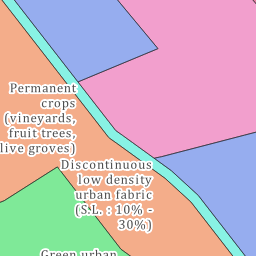 Permanent
crops
(vineyards,
fruit trees,
live groves)
Discontinuous
low density
urban fabric
(S.L. : 10% -
30%)
Green urban